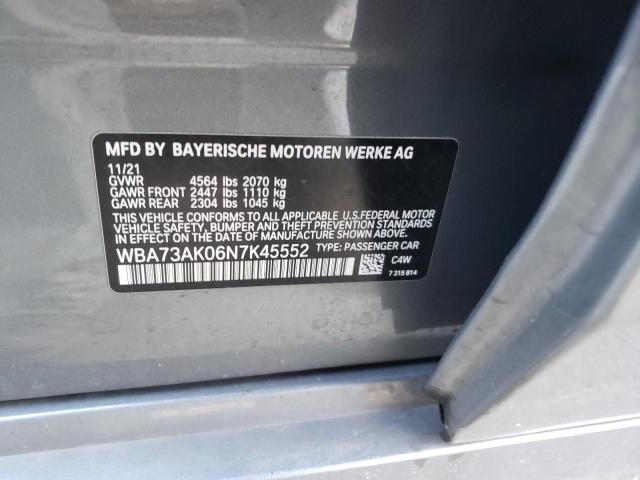 MFD BY BAYERISCHE MOTOREN WERKE AG
11/21
GVWR 4564 lbs 2070 kg
GAWR FRONT 2447 lbs 1110 kg
GAWR REAR 2304 lbs 1045 kg
THIS VEHICLE CONFORMS TO ALL APPLICABLE U.S.FEDERAL MOTOR
VEHICLE SAFETY, BUMPER AND THEFT PREVENTION STANDARDS
IN EFFECT ON THE DATE OF MANUFACTURE SHOWN ABOVE.
WBA73AK06N7K45552 TYPE: PASSENGER CAR
C4W
7 315 814